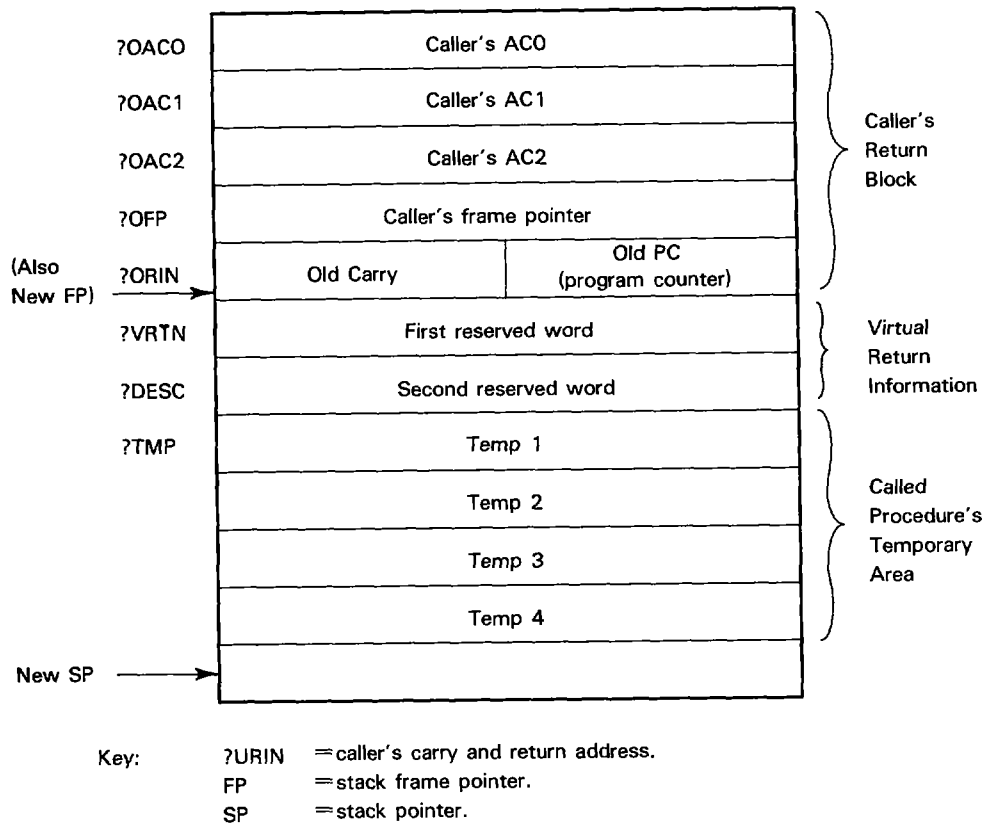 ?OAC0 Caller's AC0
?OAC1 Caller's AC1
?OAC2 Caller's AC2
?OFP Caller's frame pointer
(Also
New FP)
?ORIN Old Carry
Old PC
(program counter)
Caller's
Return
Block
?VRTN First reserved word
?DESC Second reserved word
Virtual
Return
Information
?TMP Temp 1
Temp 2
Temp 3
Temp 4
Called
Procedure's
Temporary
Area
New SP
Key: ?URIN =caller's carry and return address.
FP =stack frame pointer.
SP =stack pointer.